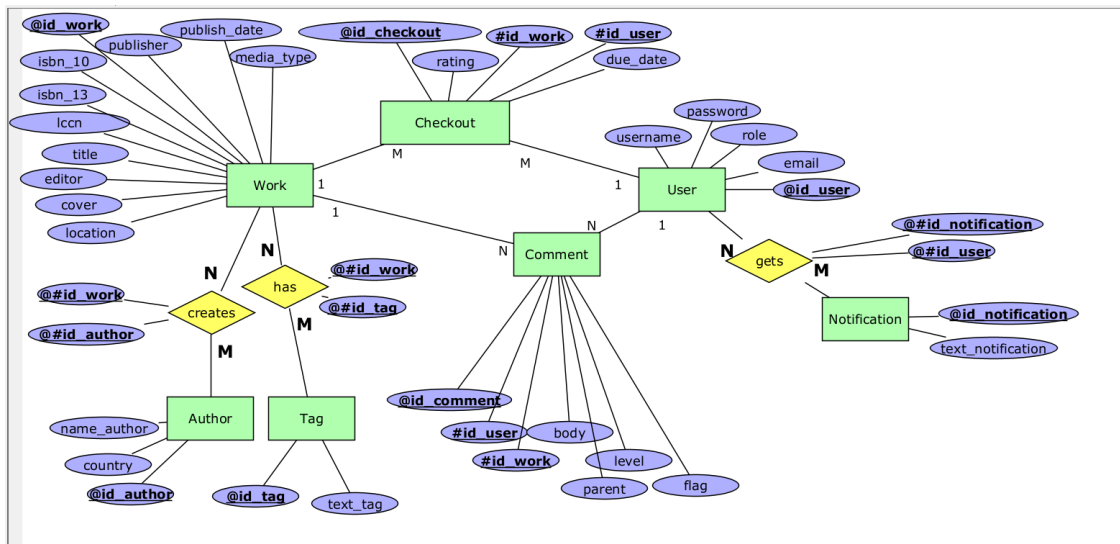 @id_work
publish_date
publisher
isbn_10
media_type
isbn_13
lccn
title
editor
cover
location
Work
@id_checkout
#id_work
#id_user
rating
due_date
Checkout
M
M
1
1
1
1
password
username
role
email
@id_user
User
N
N
Comment
N
gets
M
@#id_notification
@#id_user
Notification
@id_notification
text_notification
N
creates
M
@#id_work
@#id_author
N
has
M
@#id_work
@#id_tag
Author
name_author
country
@id_author
Tag
@id_tag
text_tag
@id_comment
#id_user
#id_work
body
level
parent
flag